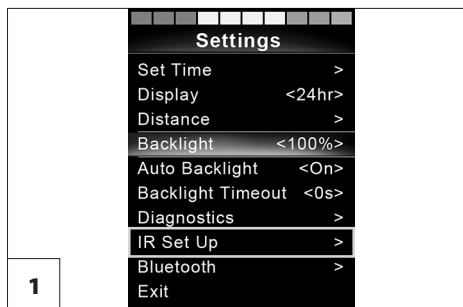 Settings
Set Time >
Display <24hr>
Distance >
Backlight <100%>
Auto Backlight <On>
Backlight Timeout <0s>
Diagnostics >
IR Set Up >
Bluetooth >
Exit
1